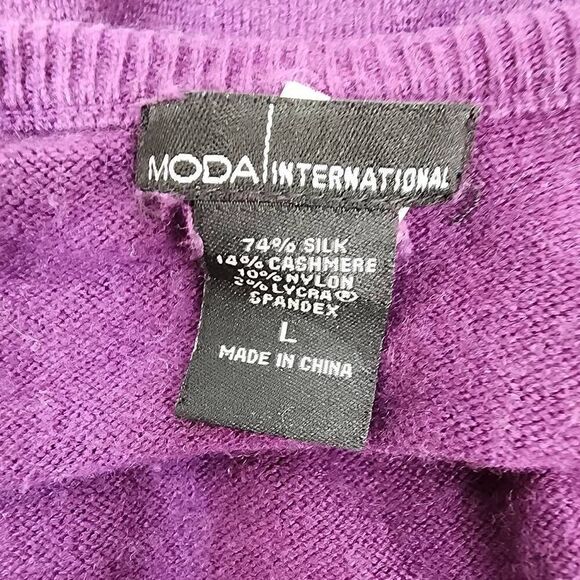 MODA INTERNATIONAL
74% SILK
14% CASHMERE
10% NYLON
2% LYCRA®
SPANDEX
L
MADE IN CHINA